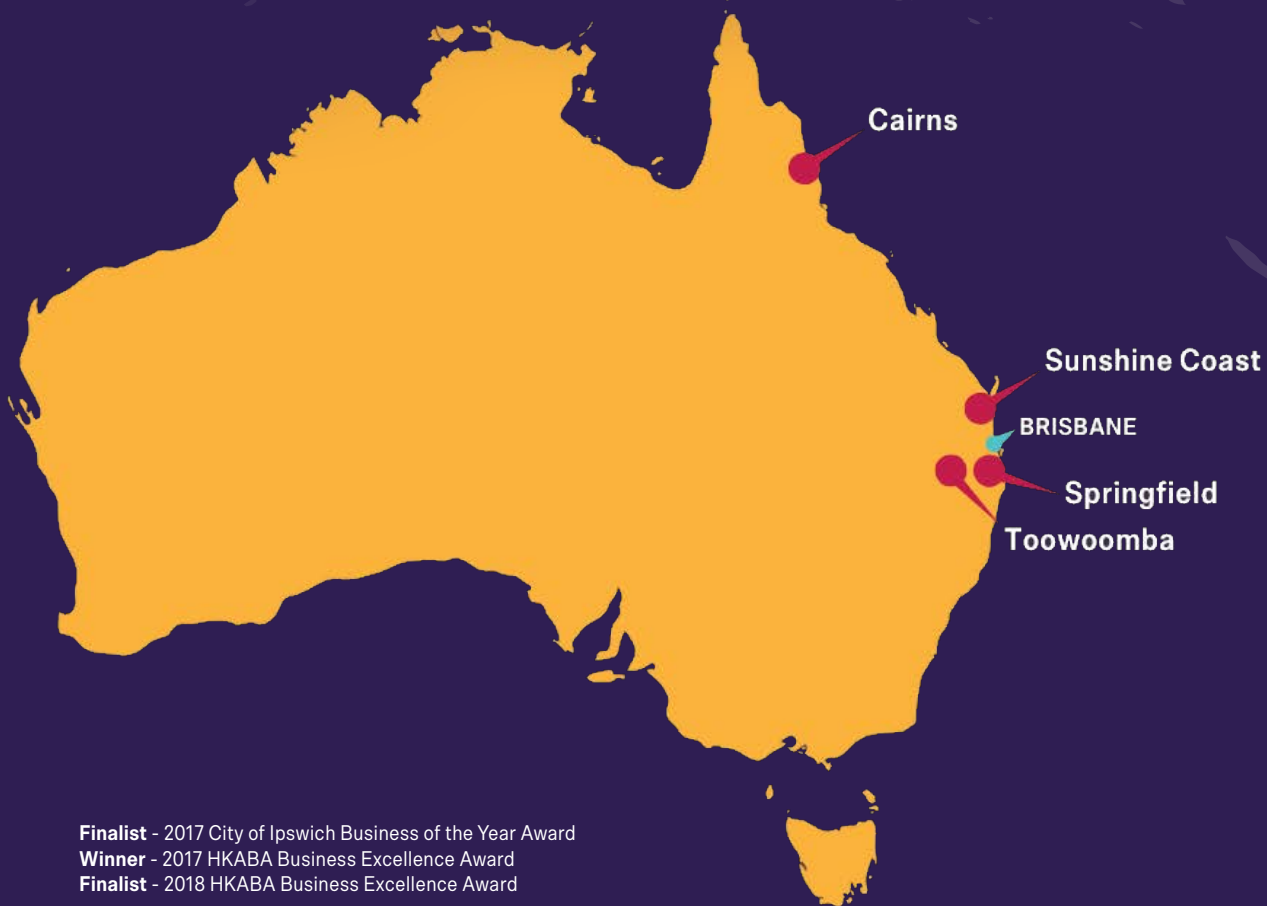 Cairns
Sunshine Coast
BRISBANE
Springfield
Toowoomba
Finalist - 2017 City of Ipswich Business of the Year Award
Winner - 2017 HKABA Business Excellence Award
Finalist - 2018 HKABA Business Excellence Award